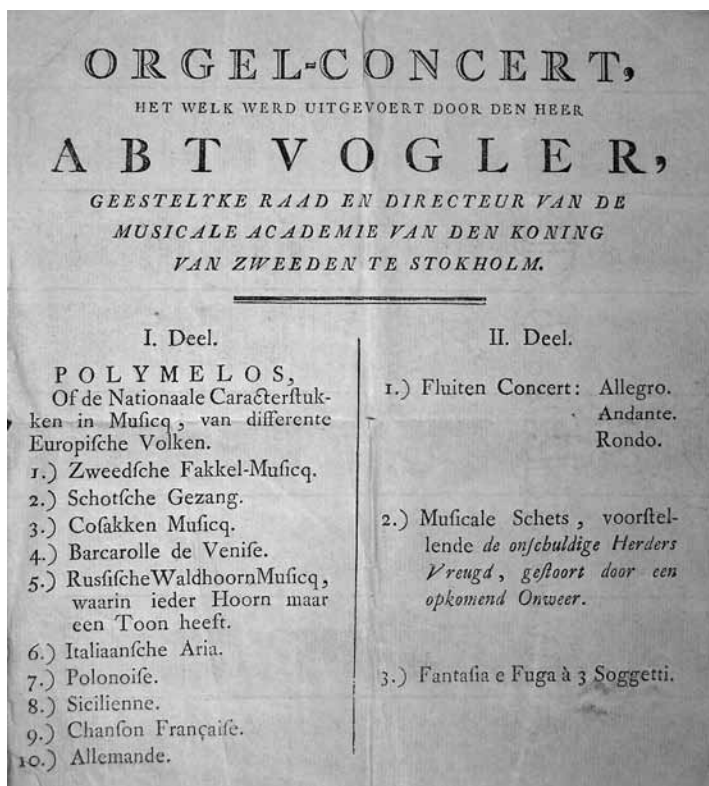 ORGEL-CONCERT,
HET WELK WERD UITGEVOERT DOOR DEN HEER
ABT VOGLER,
GEESTELYKE RAAD EN DIRECTEUR VAN DE
MUSICALE ACADEMIE VAN DEN KONING
VAN ZWEEDEN TE STOKHOLM.
I. Deel.
POLYMELOS,
Of de Nationaale Caracterſtuk-
ken in Muſicq, van differente
Europiſche Volken.
1.) Zweedſche Fakkel-Muſicq.
2.) Schotſche Gezang.
3.) Coſakken Muſicq.
4.) Barcarolle de Veniſe.
5.) Ruſſiſche Waldhoorn Muſicq,
waarin ieder Hoorn maar
een Toon heeft.
6.) Italiaanſche Aria.
7.) Polonoiſe.
8.) Sicilienne.
9.) Chanſon Françaiſe.
10.) Allemande.
II. Deel.
1.) Fluiten Concert: Allegro.
Andante.
Rondo.
2.) Muſicale Schets, voorſtel-
lende de onſchuldige Herders
Vreugd, geſtoort door een
opkomend Onweer.
3.) Fantaſia e Fuga à 3 Soggetti.